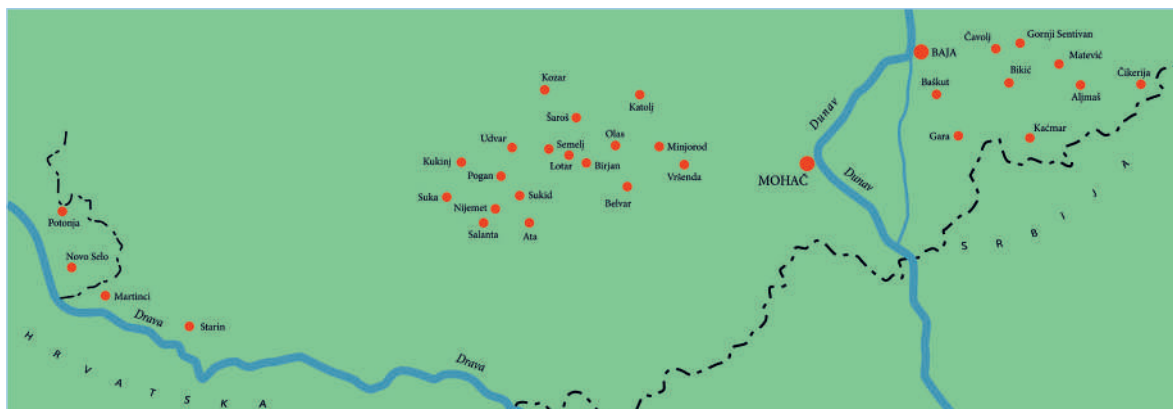 Čavolj
Gornji Sentivan
BAJA
Matević
Kozar
Bikić
Čikerija
Baškut
Aljmaš
Katolj
Šaroš
Dunav
Udvar
Semelj
Olas
Gara
Kaćmar
Kukinj
Lotar
Birjan
Minjorod
Pogan
Vršenda
MOHAČ
Dunav
Suka
Sukid
Belvar
Nijemet
Potonja
Salanta
Ata
SRBIJA
Novo Selo
Martinci
Drava
Starin
HRVATSKA
Drava